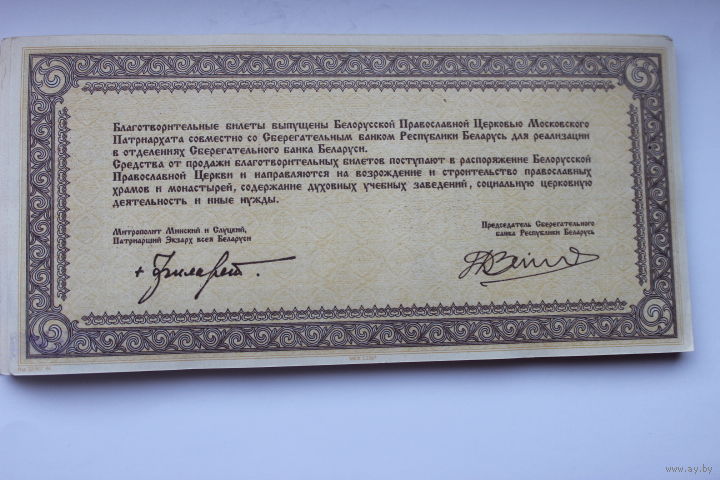 Благотворительные билеты выпущены Белорусской Православной Церковью Московского
Патриархата совместно со Сберегательным банком Республики Беларусь для реализации
в отделениях Сберегательного банка Беларуси.
Средства от продажи благотворительных билетов поступают в распоряжение Белорусской
Православной Церкви и направляются на возрождение и строительство православных
храмов и монастырей, содержание духовных учебных заведений, социальную церковную
деятельность и иные нужды.
Митрополит Минский и Слуцкий,
Патриарший Экзарх всея Беларуси
Председатель Сберегательного
банка Республики Беларусь
+ Филарет.
www.ay.by